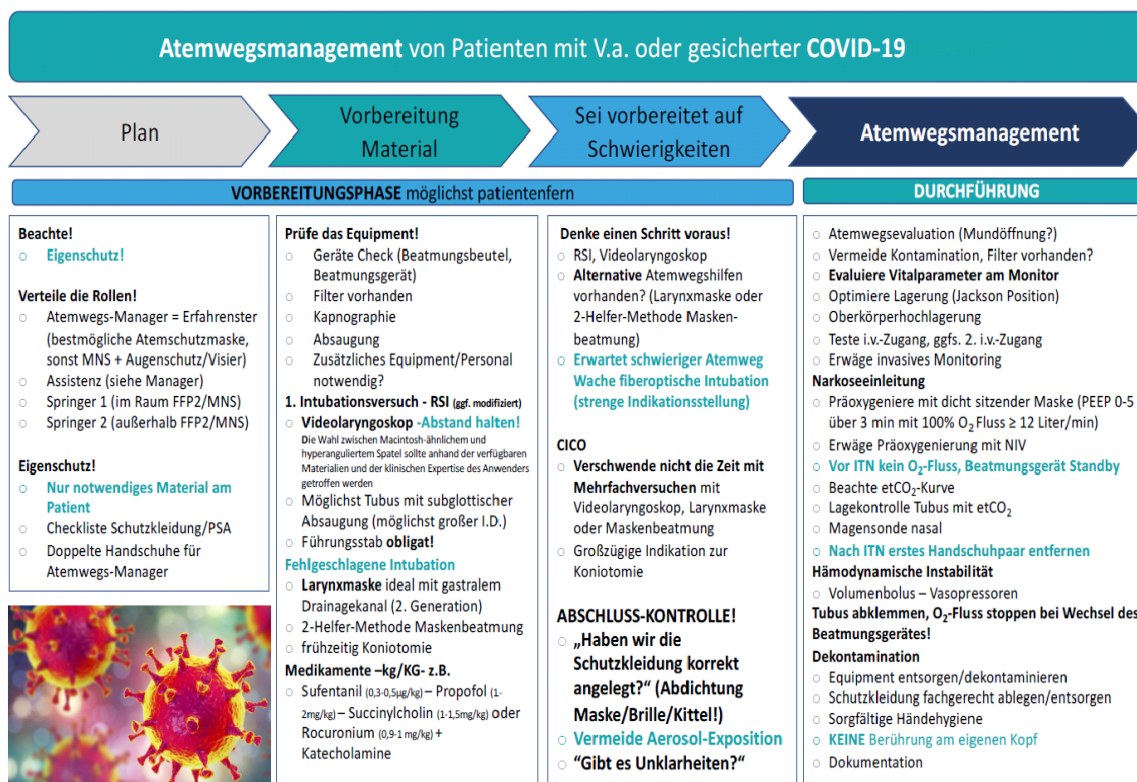 Atemwegsmanagement von Patienten mit V.a. oder gesicherter COVID-19
Plan
Vorbereitung
Material
Sei vorbereitet auf
Schwierigkeiten
Atemwegsmanagement
VORBEREITUNGSPHASE möglichst patientenfern
DURCHFÜHRUNG
Beachte!
○ Eigenschutz!
Verteile die Rollen!
○ Atemwegs-Manager = Erfahrenster
(bestmögliche Atemschutzmaske,
sonst MNS + Augenschutz/Visier)
○ Assistenz (siehe Manager)
○ Springer 1 (im Raum FFP2/MNS)
○ Springer 2 (außerhalb FFP2/MNS)
Eigenschutz!
○ Nur notwendiges Material am
Patient
○ Checkliste Schutzkleidung/PSA
○ Doppelte Handschuhe für
Atemwegs-Manager
Prüfe das Equipment!
○ Geräte Check (Beatmungsbeutel,
Beatmungsgerät)
○ Filter vorhanden
○ Kapnographie
○ Absaugung
○ Zusätzliches Equipment/Personal
notwendig?
1. Intubationsversuch - RSI (ggf. modifiziert)
○ Videolaryngoskop -Abstand halten!
Die Wahl zwischen Macintosh-ähnlichem und
hyperanguliertem Spatel sollte anhand der verfügbaren
Materialien und der klinischen Expertise des Anwenders
getroffen werden
○ Möglichst Tubus mit subglottischer
Absaugung (möglichst großer I.D.)
○ Führungsstab obligat!
Fehlgeschlagene Intubation
○ Larynxmaske ideal mit gastralem
Drainagekanal (2. Generation)
○ 2-Helfer-Methode Maskenbeatmung
○ frühzeitig Koniotomie
Medikamente –kg/KG- z.B.
○ Sufentanil (0,3-0,5µg/kg) – Propofol (1-
2mg/kg) – Succinylcholin (1-1,5mg/kg) oder
Rocuronium (0,9-1 mg/kg) +
Katecholamine
Denke einen Schritt voraus!
○ RSI, Videolaryngoskop
○ Alternative Atemwegshilfen
vorhanden? (Larynxmaske oder
2-Helfer-Methode Masken-
beatmung)
○ Erwartet schwieriger Atemweg
Wache fiberoptische Intubation
(strenge Indikationsstellung)
CICO
○ Verschwende nicht die Zeit mit
Mehrfachversuchen mit
Videolaryngoskop, Larynxmaske
oder Maskenbeatmung
○ Großzügige Indikation zur
Koniotomie
ABSCHLUSS-KONTROLLE!
○ „Haben wir die
Schutzkleidung korrekt
angelegt?“ (Abdichtung
Maske/Brille/Kittel!)
○ Vermeide Aerosol-Exposition
○ “Gibt es Unklarheiten?“
○ Atemwegsevaluation (Mundöffnung?)
○ Vermeide Kontamination, Filter vorhanden?
○ Evaluiere Vitalparameter am Monitor
○ Optimiere Lagerung (Jackson Position)
○ Oberkörperhochlagerung
○ Teste i.v.-Zugang, ggfs. 2. i.v.-Zugang
○ Erwäge invasives Monitoring
Narkoseeinleitung
○ Präoxygeniere mit dicht sitzender Maske (PEEP 0-5
über 3 min mit 100% O₂ Fluss ≥ 12 Liter/min)
○ Erwäge Präoxygenierung mit NIV
○ Vor ITN kein O₂-Fluss, Beatmungsgerät Standby
○ Beachte etCO₂-Kurve
○ Lagekontrolle Tubus mit etCO₂
○ Magensonde nasal
○ Nach ITN erstes Handschuhpaar entfernen
Hämodynamische Instabilität
○ Volumenbolus – Vasopressoren
Tubus abklemmen, O₂-Fluss stoppen bei Wechsel des
Beatmungsgerätes!
Dekontamination
○ Equipment entsorgen/dekontaminieren
○ Schutzkleidung fachgerecht ablegen/entsorgen
○ Sorgfältige Händehygiene
○ KEINE Berührung am eigenen Kopf
○ Dokumentation